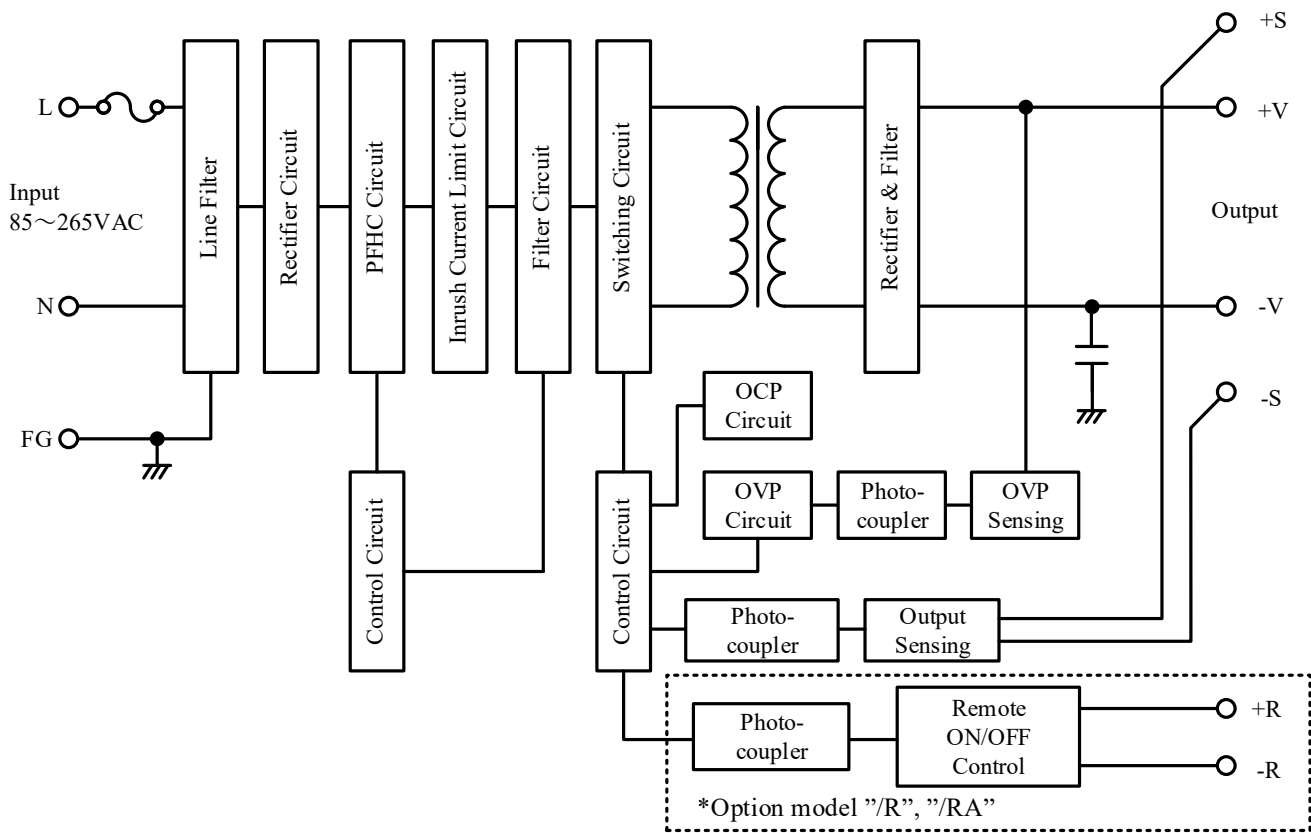 +S
L
+V
Input
85～265VAC
Line Filter
Rectifier Circuit
PFHC Circuit
Inrush Current Limit Circuit
Filter Circuit
Switching Circuit
Rectifier & Filter
Output
N
-V
FG
OCP
Circuit
-S
Control Circuit
Control Circuit
OVP
Circuit
Photo-
coupler
OVP
Sensing
Photo-
coupler
Output
Sensing
Photo-
coupler
Remote
ON/OFF
Control
+R
-R
*Option model ”/R”, ”/RA”